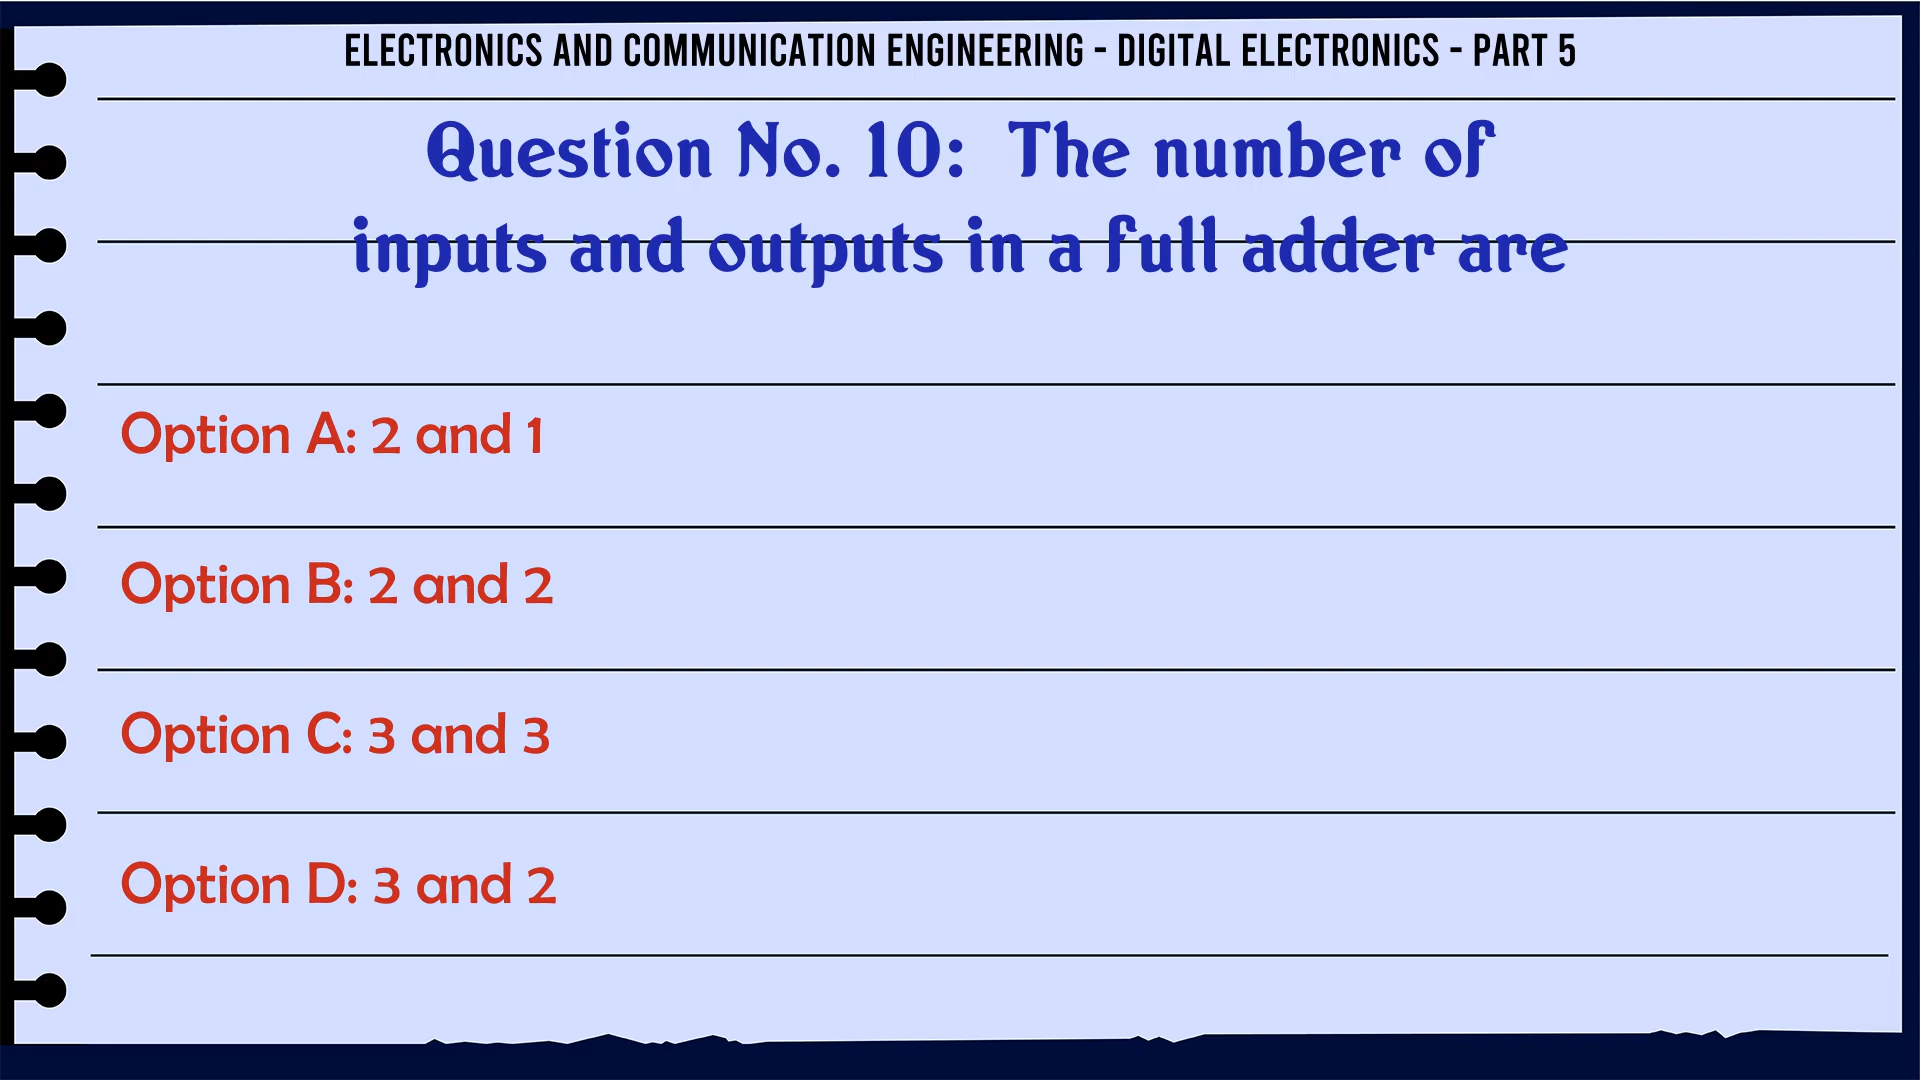 ELECTRONICS AND COMMUNICATION ENGINEERING - DIGITAL ELECTRONICS - PART 5
Question No. 10: The number of
inputs and outputs in a full adder are
Option A: 2 and 1
Option B: 2 and 2
Option C: 3 and 3
Option D: 3 and 2